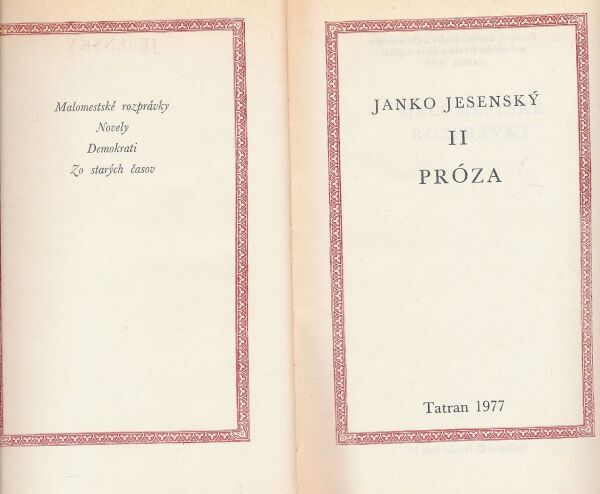 Malomestské rozprávky
Novely
Demokrati
Zo starých časov
JANKO JESENSKÝ
II
PRÓZA
Tatran 1977